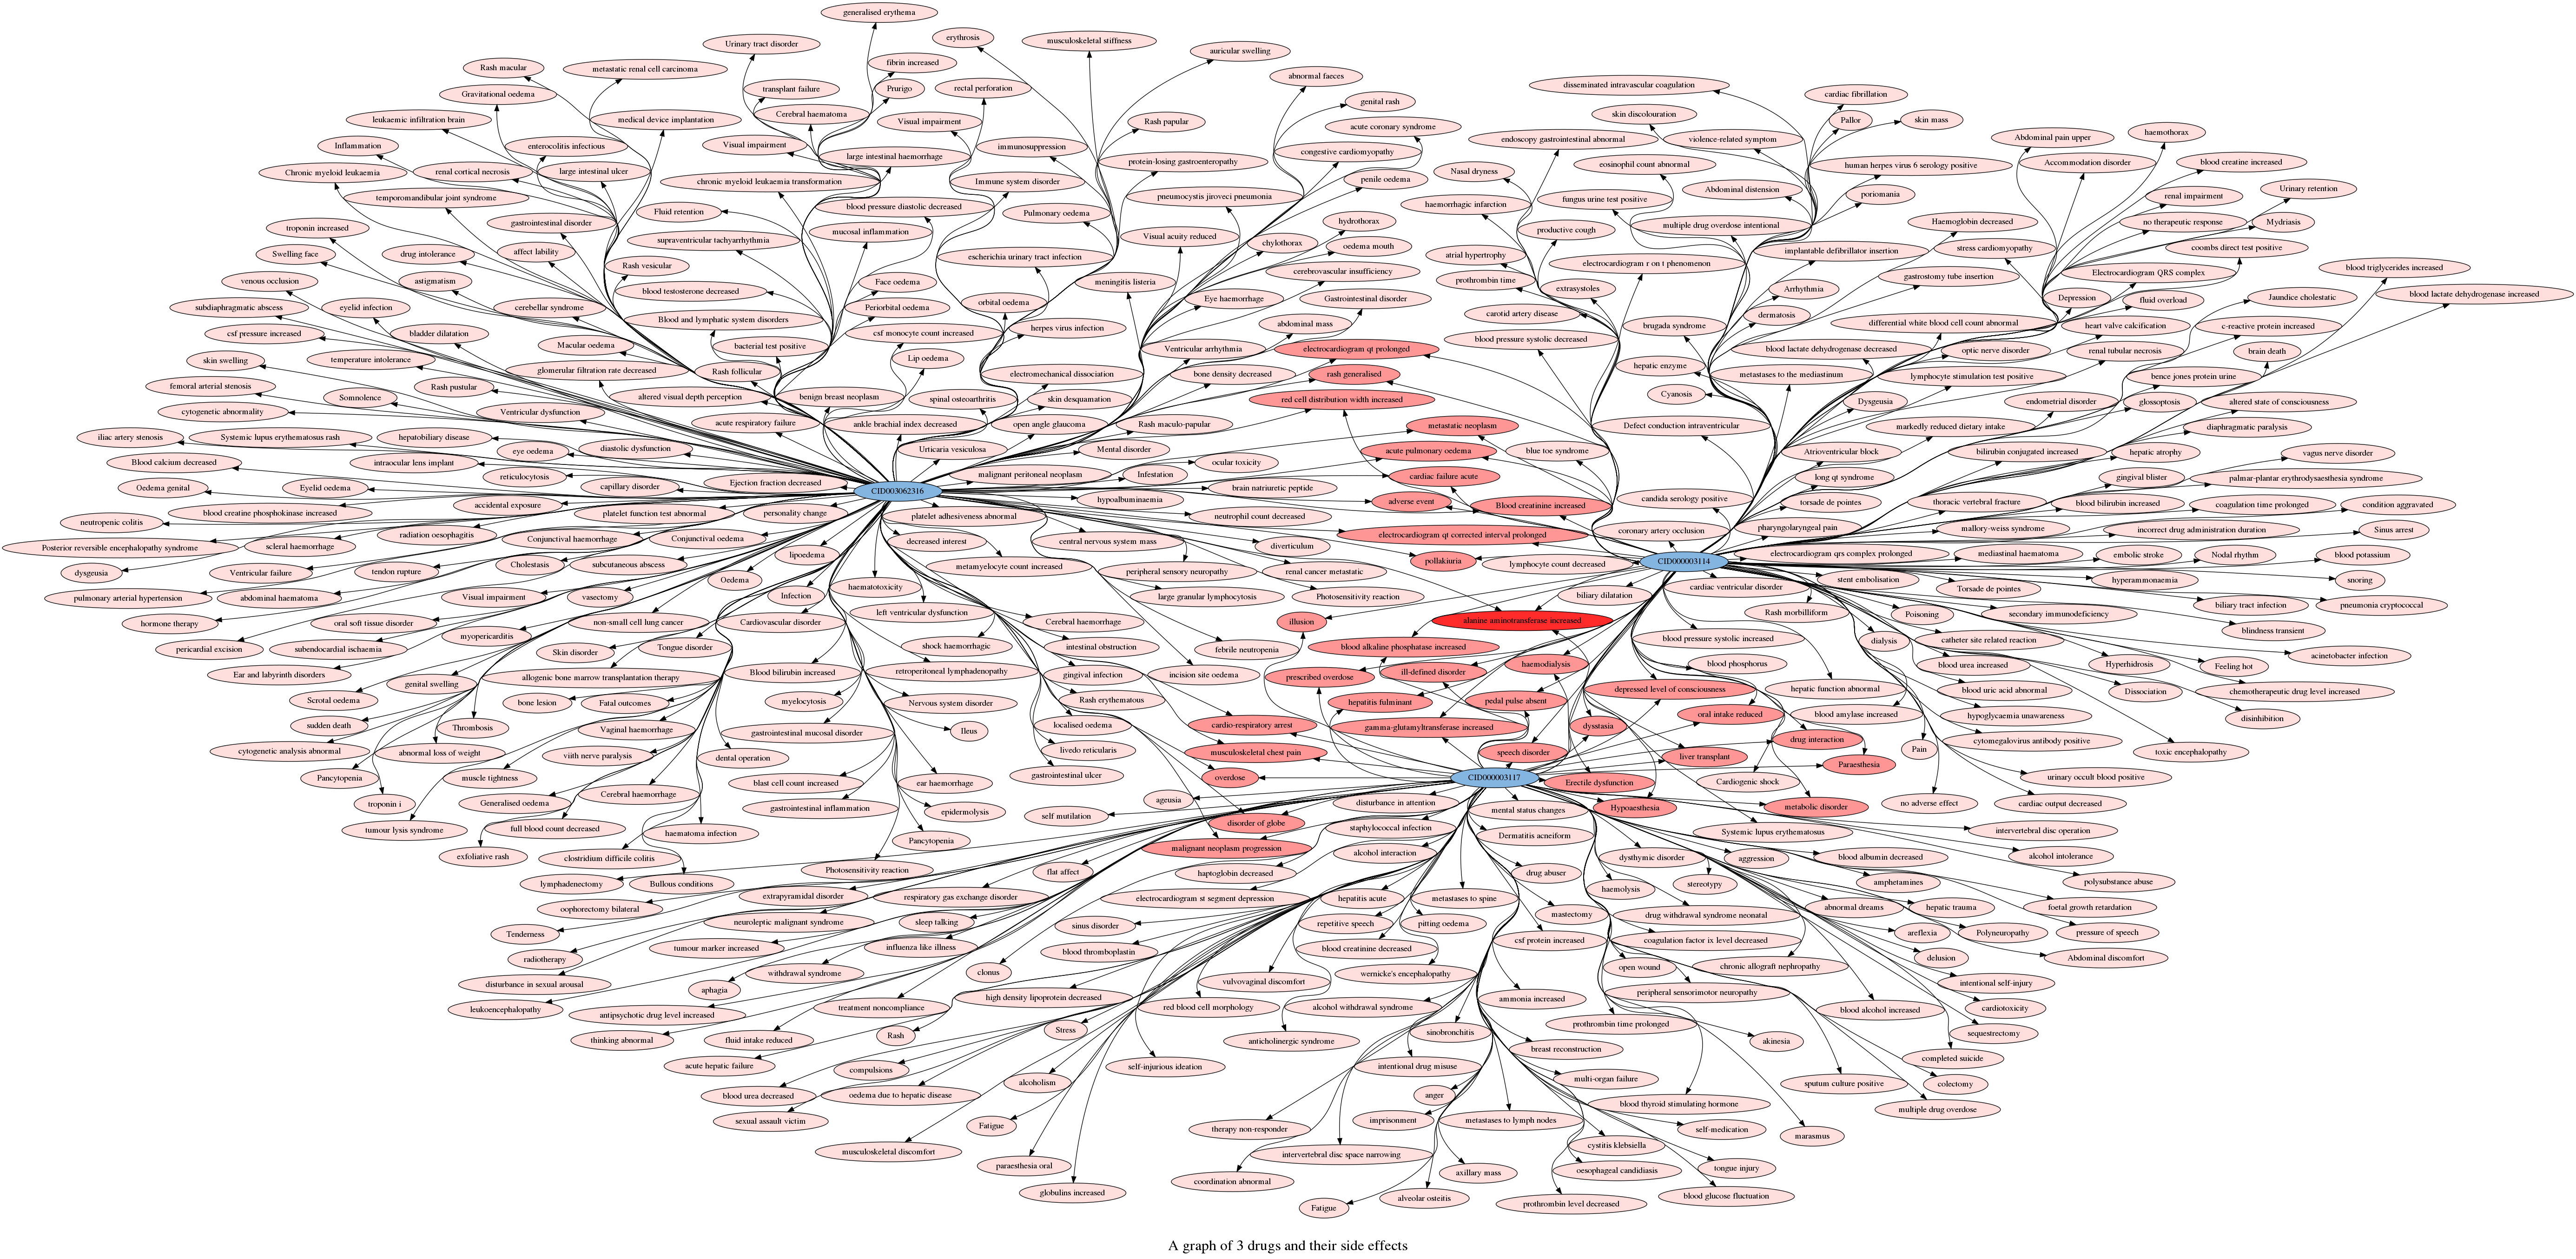 generalised erythema
Urinary tract disorder
erythrosis
musculoskeletal stiffness
auricular swelling
Rash macular
metastatic renal cell carcinoma
fibrin increased
abnormal faeces
Gravitational oedema
transplant failure
Prurigo
rectal perforation
genital rash
disseminated intravascular coagulation
cardiac fibrillation
leukaemic infiltration brain
medical device implantation
Cerebral haematoma
Visual impairment
Rash papular
acute coronary syndrome
skin discolouration
Pallor
skin mass
Inflammation
enterocolitis infectious
Visual impairment
large intestinal haemorrhage
immunosuppression
protein-losing gastroenteropathy
congestive cardiomyopathy
endoscopy gastrointestinal abnormal
violence-related symptom
Abdominal pain upper
haemothorax
Chronic myeloid leukaemia
renal cortical necrosis
large intestinal ulcer
chronic myeloid leukaemia transformation
Immune system disorder
penile oedema
Nasal dryness
eosinophil count abnormal
human herpes virus 6 serology positive
Accommodation disorder
blood creatine increased
temporomandibular joint syndrome
Fluid retention
blood pressure diastolic decreased
Pulmonary oedema
pneumocystis jiroveci pneumonia
haemorrhagic infarction
fungus urine test positive
Abdominal distension
poriomania
renal impairment
Urinary retention
troponin increased
gastrointestinal disorder
supraventricular tachyarrhythmia
mucosal inflammation
Visual acuity reduced
hydrothorax
productive cough
multiple drug overdose intentional
Haemoglobin decreased
no therapeutic response
Mydriasis
Swelling face
drug intolerance
affect lability
Rash vesicular
escherichia urinary tract infection
chylothorax
oedema mouth
atrial hypertrophy
electrocardiogram r on t phenomenon
implantable defibrillator insertion
stress cardiomyopathy
coombs direct test positive
venous occlusion
astigmatism
blood testosterone decreased
Face oedema
meningitis listeria
cerebrovascular insufficiency
prothrombin time
extrasystoles
Arrhythmia
gastrostomy tube insertion
Electrocardiogram QRS complex
blood triglycerides increased
subdiaphragmatic abscess
eyelid infection
cerebellar syndrome
Blood and lymphatic system disorders
Periorbital oedema
orbital oedema
Eye haemorrhage
Gastrointestinal disorder
carotid artery disease
brugada syndrome
dermatosis
Depression
fluid overload
Jaundice cholestatic
blood lactate dehydrogenase increased
csf pressure increased
bladder dilatation
Macular oedema
bacterial test positive
csf monocyte count increased
herpes virus infection
abdominal mass
blood pressure systolic decreased
differential white blood cell count abnormal
heart valve calcification
c-reactive protein increased
skin swelling
temperature intolerance
glomerular filtration rate decreased
Rash follicular
Lip oedema
Ventricular arrhythmia
electrocardiogram qt prolonged
hepatic enzyme
blood lactate dehydrogenase decreased
optic nerve disorder
renal tubular necrosis
brain death
femoral arterial stenosis
Rash pustular
altered visual depth perception
benign breast neoplasm
electromechanical dissociation
bone density decreased
rash generalised
Cyanosis
metastases to the mediastinum
lymphocyte stimulation test positive
bence jones protein urine
cytogenetic abnormality
Somnolence
Ventricular dysfunction
acute respiratory failure
spinal osteoarthritis
skin desquamation
red cell distribution width increased
Dysgeusia
endometrial disorder
glossoptosis
altered state of consciousness
ankle brachial index decreased
open angle glaucoma
Rash maculo-papular
metastatic neoplasm
Defect conduction intraventricular
markedly reduced dietary intake
diaphragmatic paralysis
iliac artery stenosis
Systemic lupus erythematosus rash
hepatobiliary disease
eye oedema
diastolic dysfunction
Urticaria vesiculosa
Mental disorder
acute pulmonary oedema
blue toe syndrome
Atrioventricular block
bilirubin conjugated increased
hepatic atrophy
vagus nerve disorder
Blood calcium decreased
intraocular lens implant
reticulocytosis
capillary disorder
Ejection fraction decreased
malignant peritoneal neoplasm
Infestation
ocular toxicity
cardiac failure acute
long qt syndrome
gingival blister
palmar-plantar erythrodysaesthesia syndrome
Oedema genital
Eyelid oedema
CID003062316
hypoalbuminaemia
brain natriuretic peptide
adverse event
Blood creatinine increased
candida serology positive
torsade de pointes
thoracic vertebral fracture
blood bilirubin increased
coagulation time prolonged
condition aggravated
blood creatine phosphokinase increased
accidental exposure
platelet function test abnormal
personality change
platelet adhesiveness abnormal
neutrophil count decreased
neutropenic colitis
radiation oesophagitis
Conjunctival haemorrhage
Conjunctival oedema
decreased interest
central nervous system mass
diverticulum
electrocardiogram qt corrected interval prolonged
coronary artery occlusion
pharyngolaryngeal pain
mallory-weiss syndrome
incorrect drug administration duration
Sinus arrest
Posterior reversible encephalopathy syndrome
scleral haemorrhage
lipoedema
metamyelocyte count increased
peripheral sensory neuropathy
renal cancer metastatic
pollakiuria
lymphocyte count decreased
CID000003114
electrocardiogram qrs complex prolonged
mediastinal haematoma
embolic stroke
Nodal rhythm
blood potassium
dysgeusia
Ventricular failure
tendon rupture
Cholestasis
subcutaneous abscess
Oedema
haematotoxicity
large granular lymphocytosis
Photosensitivity reaction
biliary dilatation
cardiac ventricular disorder
stent embolisation
Torsade de pointes
hyperammonaemia
snoring
pulmonary arterial hypertension
abdominal haematoma
Visual impairment
vasectomy
Infection
left ventricular dysfunction
Cerebral haemorrhage
illusion
alanine aminotransferase increased
Rash morbilliform
Poisoning
secondary immunodeficiency
biliary tract infection
pneumonia cryptococcal
hormone therapy
oral soft tissue disorder
myopericarditis
non-small cell lung cancer
Cardiovascular disorder
shock haemorrhagic
intestinal obstruction
febrile neutropenia
blood alkaline phosphatase increased
blood pressure systolic increased
dialysis
catheter site related reaction
blindness transient
pericardial excision
subendocardial ischaemia
Skin disorder
Tongue disorder
retroperitoneal lymphadenopathy
gingival infection
incision site oedema
prescribed overdose
ill-defined disorder
haemodialysis
blood phosphorus
blood urea increased
Hyperhidrosis
Feeling hot
acinetobacter infection
Ear and labyrinth disorders
genital swelling
allogenic bone marrow transplantation therapy
Blood bilirubin increased
Nervous system disorder
Rash erythematous
hepatitis fulminant
pedal pulse absent
depressed level of consciousness
hepatic function abnormal
blood uric acid abnormal
Dissociation
chemotherapeutic drug level increased
Scrotal oedema
bone lesion
Fatal outcomes
myelocytosis
localised oedema
cardio-respiratory arrest
gamma-glutamyltransferase increased
dysstasia
oral intake reduced
blood amylase increased
hypoglycaemia unawareness
disinhibition
sudden death
Thrombosis
Vaginal haemorrhage
gastrointestinal mucosal disorder
Ileus
livedo reticularis
musculoskeletal chest pain
speech disorder
liver transplant
drug interaction
Pain
cytomegalovirus antibody positive
toxic encephalopathy
cytogenetic analysis abnormal
abnormal loss of weight
viith nerve paralysis
dental operation
gastrointestinal ulcer
overdose
CID000003117
Erectile dysfunction
Cardiogenic shock
Paraesthesia
urinary occult blood positive
Pancytopenia
muscle tightness
Cerebral haemorrhage
blast cell count increased
ear haemorrhage
ageusia
disturbance in attention
mental status changes
Hypoaesthesia
metabolic disorder
no adverse effect
cardiac output decreased
troponin i
Generalised oedema
gastrointestinal inflammation
epidermolysis
self mutilation
disorder of globe
staphylococcal infection
Dermatitis acneiform
Systemic lupus erythematosus
intervertebral disc operation
tumour lysis syndrome
full blood count decreased
haematoma infection
Pancytopenia
malignant neoplasm progression
alcohol interaction
dysthymic disorder
aggression
blood albumin decreased
alcohol intolerance
exfoliative rash
clostridium difficile colitis
Photosensitivity reaction
flat affect
haptoglobin decreased
drug abuser
haemolysis
stereotypy
amphetamines
polysubstance abuse
lymphadenectomy
Bullous conditions
extrapyramidal disorder
respiratory gas exchange disorder
electrocardiogram st segment depression
hepatitis acute
metastases to spine
mastectomy
drug withdrawal syndrome neonatal
abnormal dreams
hepatic trauma
foetal growth retardation
oophorectomy bilateral
neuroleptic malignant syndrome
sleep talking
sinus disorder
repetitive speech
pitting oedema
csf protein increased
coagulation factor ix level decreased
areflexia
Polyneuropathy
pressure of speech
Tenderness
tumour marker increased
influenza like illness
blood thromboplastin
blood creatinine decreased
open wound
chronic allograft nephropathy
delusion
Abdominal discomfort
radiotherapy
withdrawal syndrome
clonus
vulvovaginal discomfort
wernicke's encephalopathy
peripheral sensorimotor neuropathy
intentional self-injury
disturbance in sexual arousal
aphagia
high density lipoprotein decreased
red blood cell morphology
alcohol withdrawal syndrome
ammonia increased
blood alcohol increased
cardiotoxicity
leukoencephalopathy
antipsychotic drug level increased
treatment noncompliance
Stress
anticholinergic syndrome
sinobronchitis
prothrombin time prolonged
akinesia
sequestrectomy
thinking abnormal
fluid intake reduced
Rash
breast reconstruction
completed suicide
acute hepatic failure
compulsions
alcoholism
self-injurious ideation
intentional drug misuse
multi-organ failure
sputum culture positive
colectomy
blood urea decreased
oedema due to hepatic disease
anger
blood thyroid stimulating hormone
multiple drug overdose
sexual assault victim
Fatigue
therapy non-responder
imprisonment
metastases to lymph nodes
self-medication
marasmus
musculoskeletal discomfort
paraesthesia oral
intervertebral disc space narrowing
cystitis klebsiella
globulins increased
coordination abnormal
axillary mass
oesophageal candidiasis
tongue injury
Fatigue
alveolar osteitis
prothrombin level decreased
blood glucose fluctuation
A graph of 3 drugs and their side effects